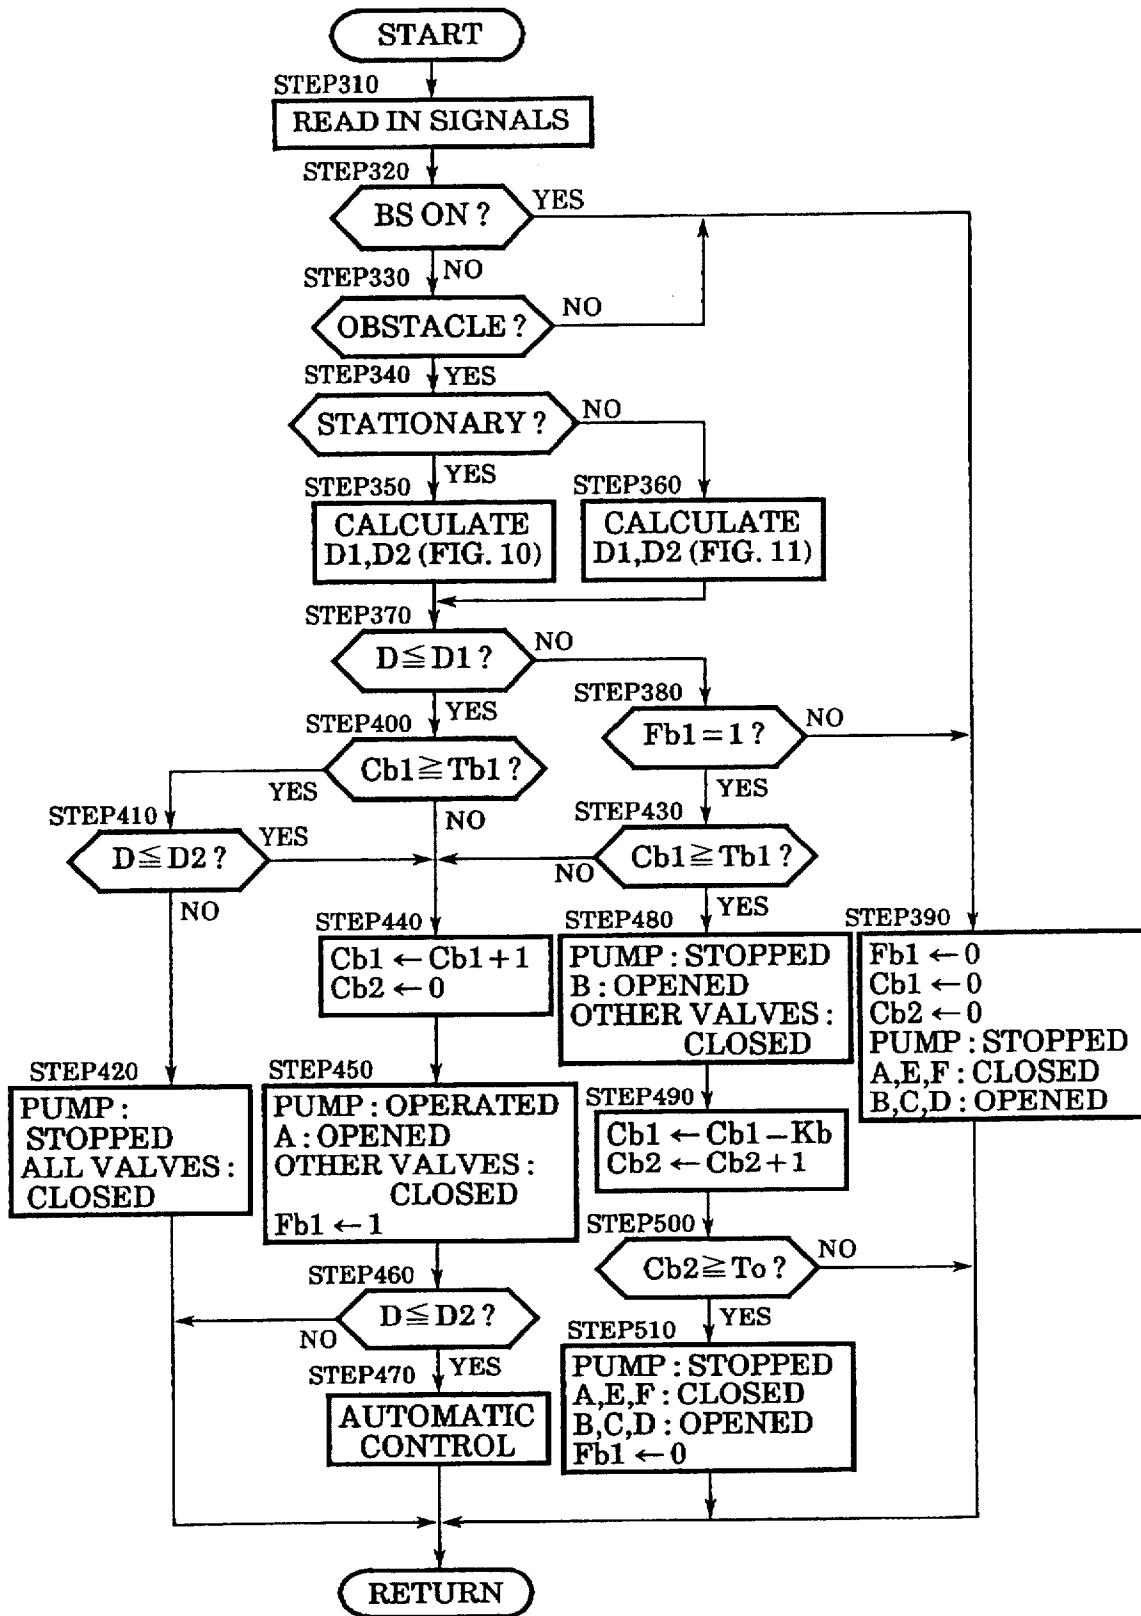 START
STEP310
READ IN SIGNALS
STEP320
BS ON ?
YES
NO
STEP330
OBSTACLE ?
NO
STEP340
YES
STATIONARY ?
NO
YES
STEP350
CALCULATE
D1,D2 (FIG. 10)
STEP360
CALCULATE
D1,D2 (FIG. 11)
STEP370
D≦D1 ?
NO
YES
STEP380
Fb1=1 ?
NO
YES
STEP400
Cb1≧Tb1 ?
YES
NO
STEP410
D≦D2 ?
YES
NO
STEP430
Cb1≧Tb1 ?
NO
YES
STEP440
Cb1←Cb1+1
Cb2←0
STEP480
PUMP : STOPPED
B : OPENED
OTHER VALVES :
CLOSED
STEP390
Fb1←0
Cb1←0
Cb2←0
PUMP : STOPPED
A,E,F : CLOSED
B,C,D : OPENED
STEP420
PUMP :
STOPPED
ALL VALVES :
CLOSED
STEP450
PUMP : OPERATED
A : OPENED
OTHER VALVES :
CLOSED
Fb1←1
STEP490
Cb1←Cb1−Kb
Cb2←Cb2+1
STEP500
Cb2≧To ?
NO
YES
STEP460
D≦D2 ?
NO
YES
STEP470
AUTOMATIC
CONTROL
STEP510
PUMP : STOPPED
A,E,F : CLOSED
B,C,D : OPENED
Fb1←0
RETURN